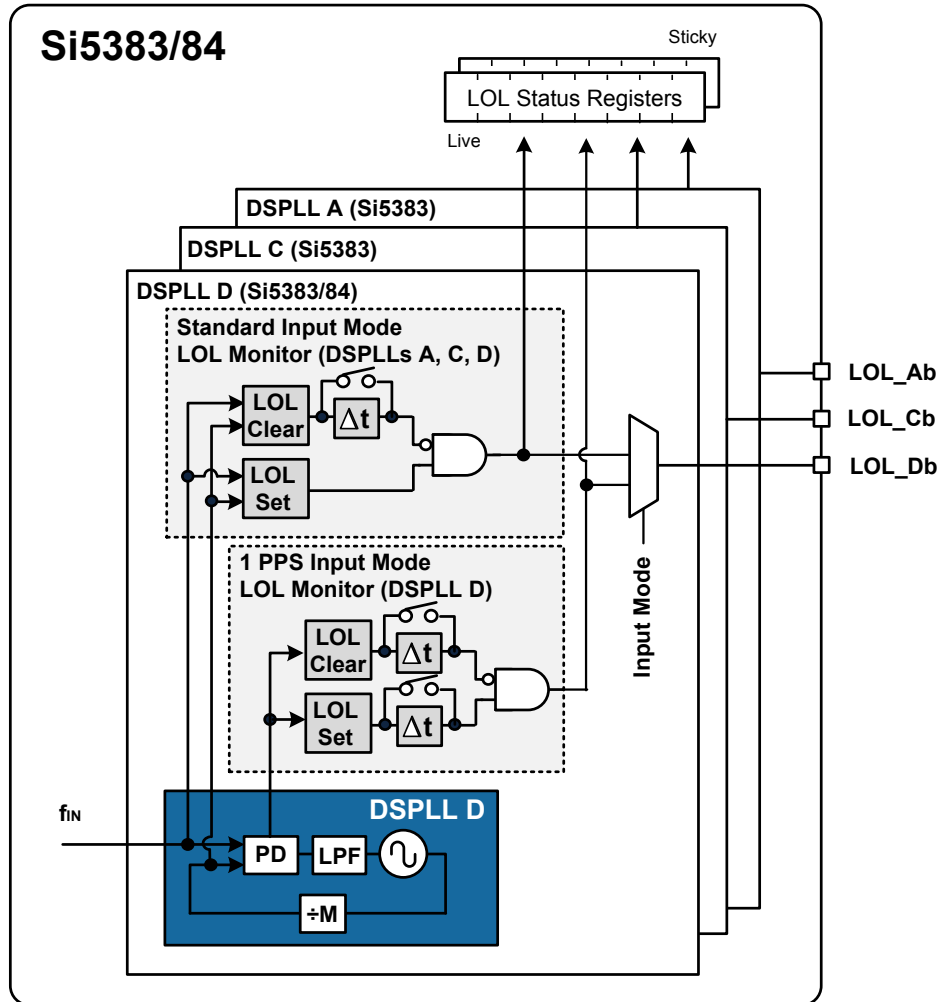 Si5383/84
Sticky
LOL Status Registers
Live
DSPLL A (Si5383)
DSPLL C (Si5383)
DSPLL D (Si5383/84)
Standard Input Mode
LOL Monitor (DSPLLs A, C, D)
LOL
Clear
Δt
LOL
Set
LOL_Ab
LOL_Cb
LOL_Db
1 PPS Input Mode
LOL Monitor (DSPLL D)
LOL
Clear
Δt
LOL
Set
Δt
Input Mode
fIN
DSPLL D
PD
LPF
÷M